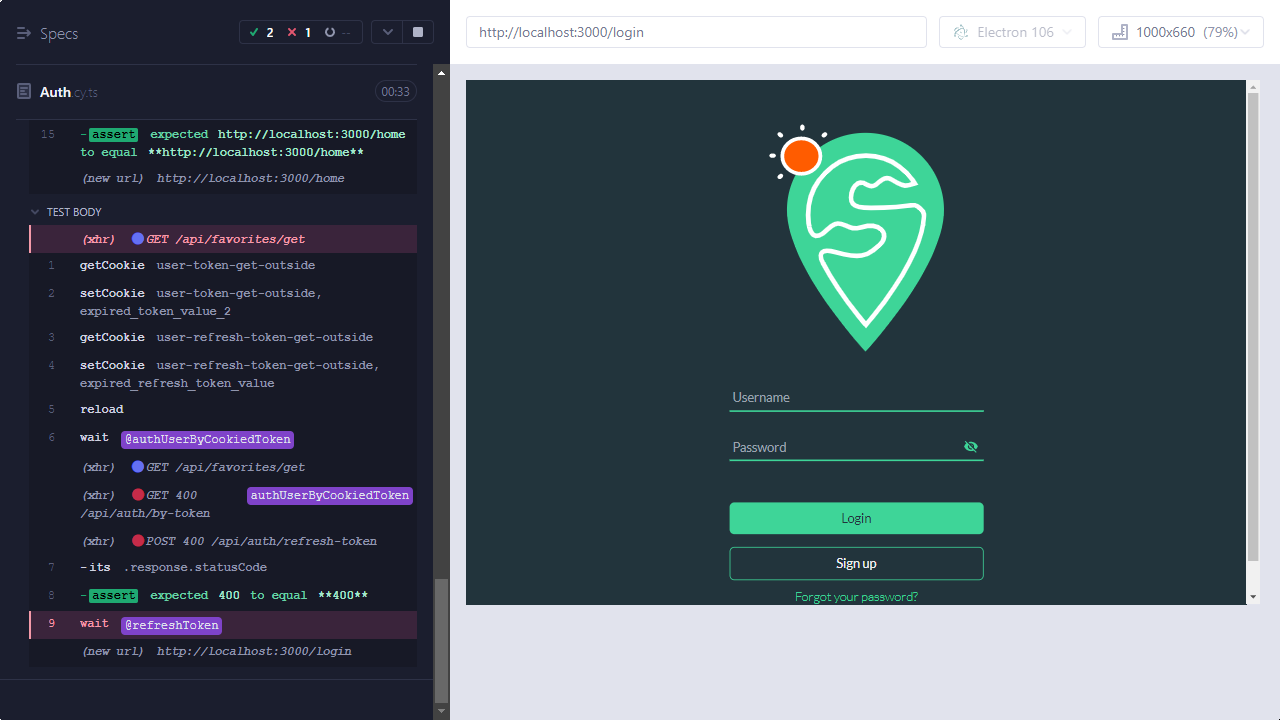 Specs
2
1
--
Auth.cy.ts
00:33
15 -assert expected http://localhost:3000/home
to equal **http://localhost:3000/home**
(new url) http://localhost:3000/home
TEST BODY
(xhr) GET /api/favorites/get
1 getCookie user-token-get-outside
2 setCookie user-token-get-outside,
expired_token_value_2
3 getCookie user-refresh-token-get-outside
4 setCookie user-refresh-token-get-outside,
expired_refresh_token_value
5 reload
6 wait @authUserByCookiedToken
(xhr) GET /api/favorites/get
(xhr) GET 400 authUserByCookiedToken
/api/auth/by-token
(xhr) POST 400 /api/auth/refresh-token
7 -its .response.statusCode
8 -assert expected 400 to equal **400**
9 wait @refreshToken
(new url) http://localhost:3000/login
http://localhost:3000/login
Electron 106
1000x660 (79%)
Username
Password
Login
Sign up
Forgot your password?